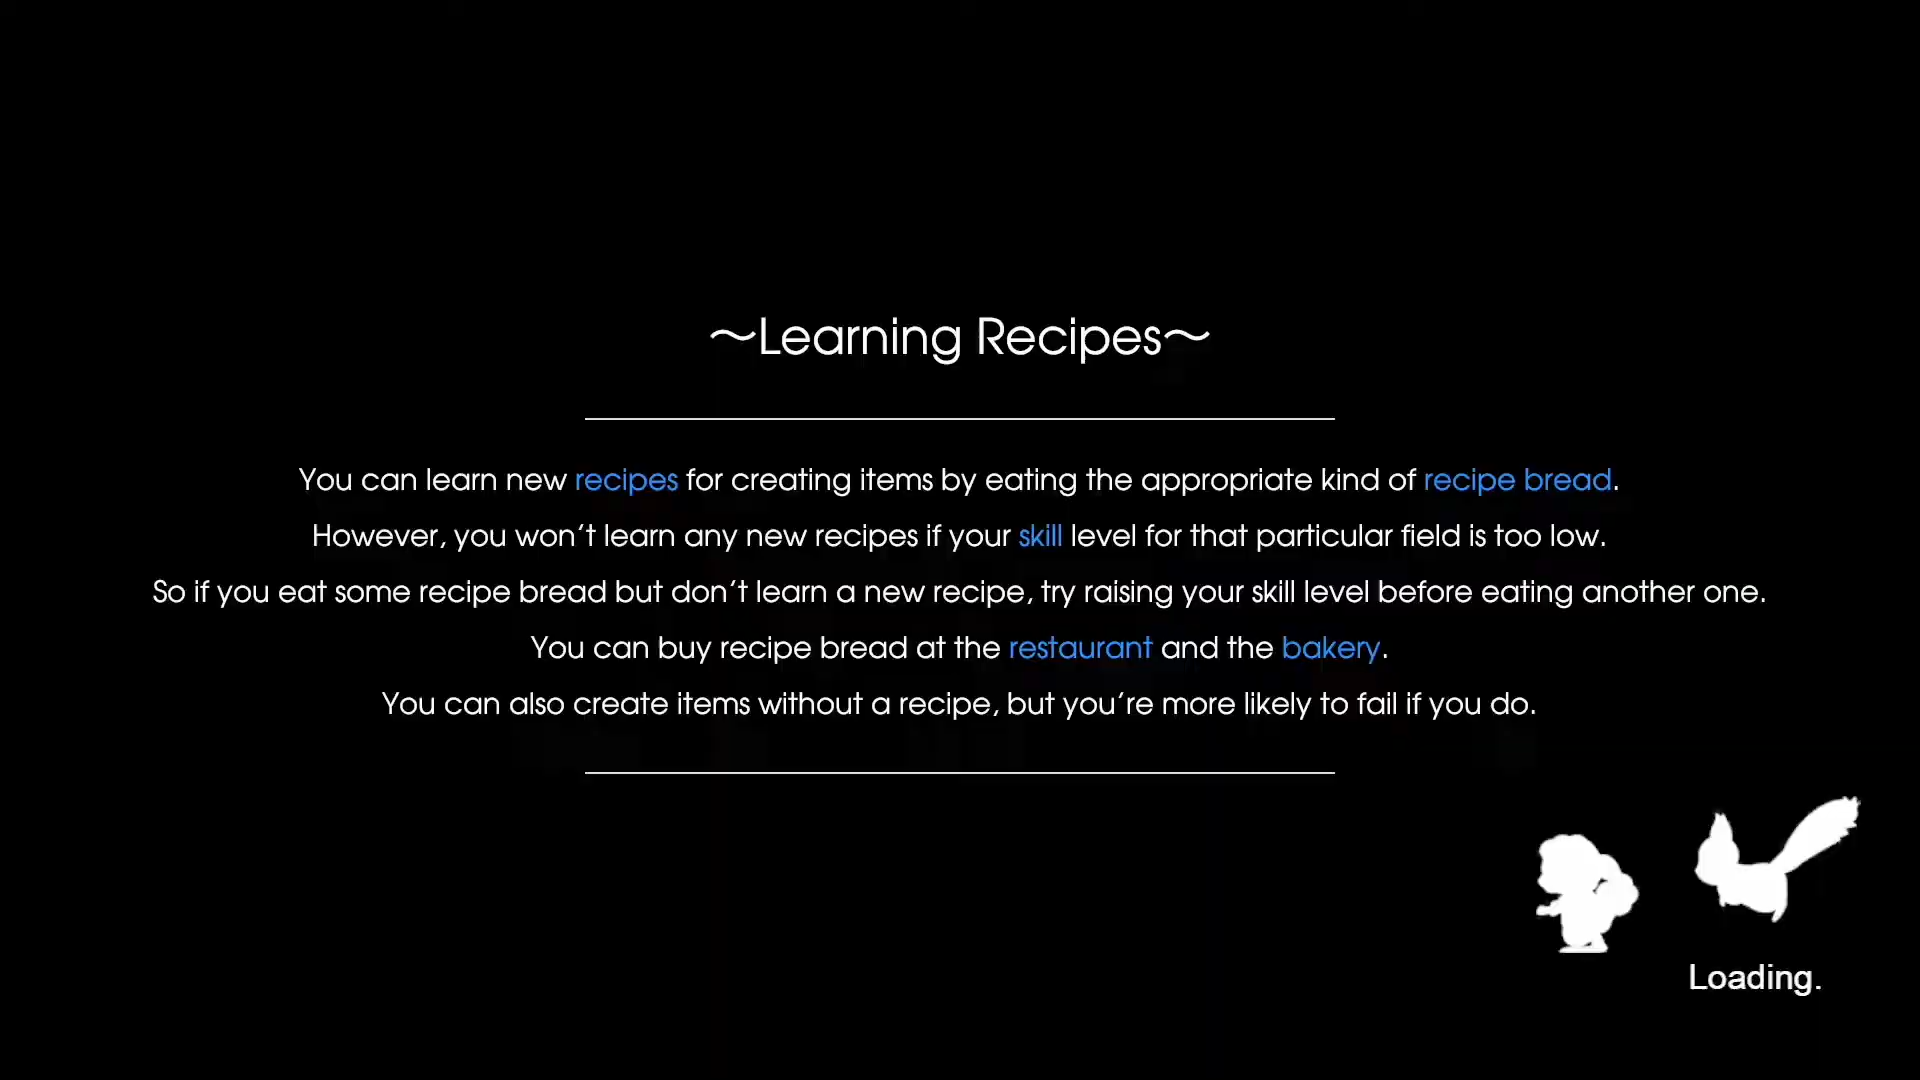 ～Learning Recipes～
You can learn new recipes for creating items by eating the appropriate kind of recipe bread.
However, you won’t learn any new recipes if your skill level for that particular field is too low.
So if you eat some recipe bread but don’t learn a new recipe, try raising your skill level before eating another one.
You can buy recipe bread at the restaurant and the bakery.
You can also create items without a recipe, but you’re more likely to fail if you do.
Loading.